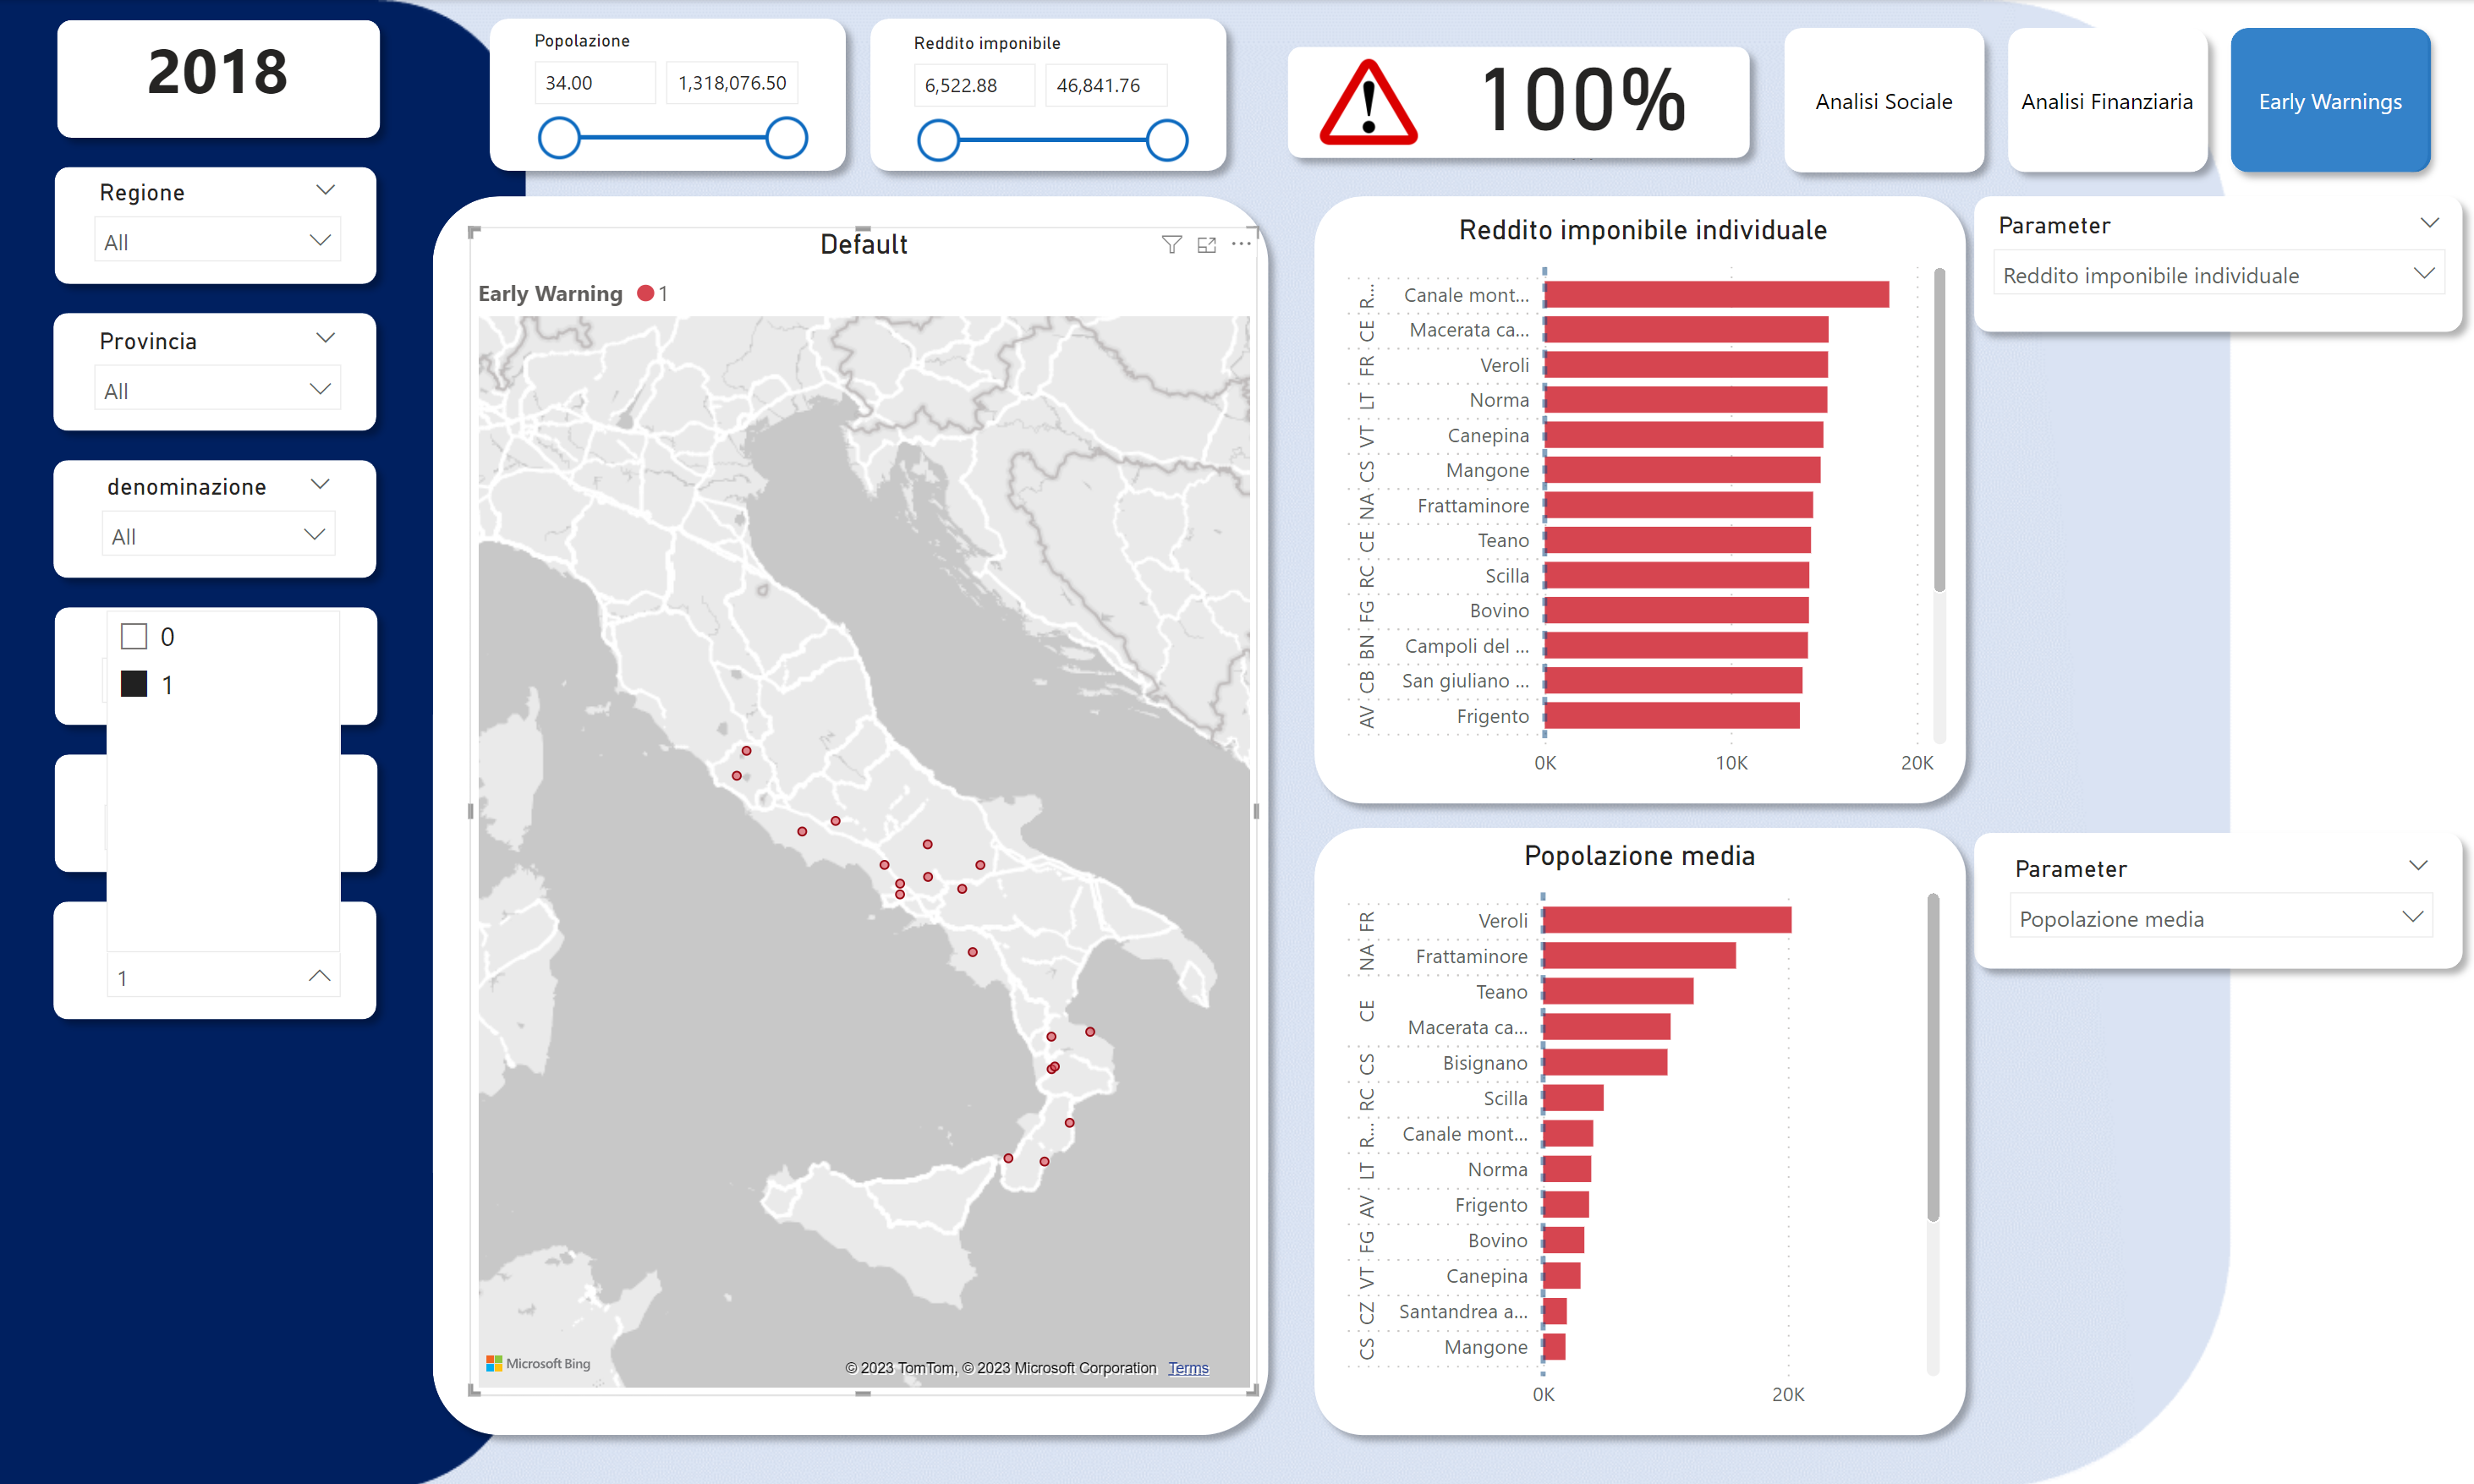 2018
Popolazione
34.00
1,318,076.50
Reddito imponibile
6,522.88
46,841.76
100%
Analisi Sociale
Analisi Finanziaria
Early Warnings
Regione
All
Provincia
All
denominazione
All
0
1
1
Default
Early Warning 1
Microsoft Bing
© 2023 TomTom, © 2023 Microsoft Corporation Terms
Reddito imponibile individuale
R... Canale mont...
CE Macerata ca...
FR Veroli
LT Norma
VT Canepina
CS Mangone
NA Frattaminore
CE Teano
RC Scilla
FG Bovino
BN Campoli del ...
CB San giuliano ...
AV Frigento
0K 10K 20K
Parameter
Reddito imponibile individuale
Popolazione media
FR Veroli
NA Frattaminore
CE Teano
Macerata ca...
CS Bisignano
RC Scilla
R... Canale mont...
LT Norma
AV Frigento
FG Bovino
VT Canepina
CZ Santandrea a...
CS Mangone
0K 20K
Parameter
Popolazione media